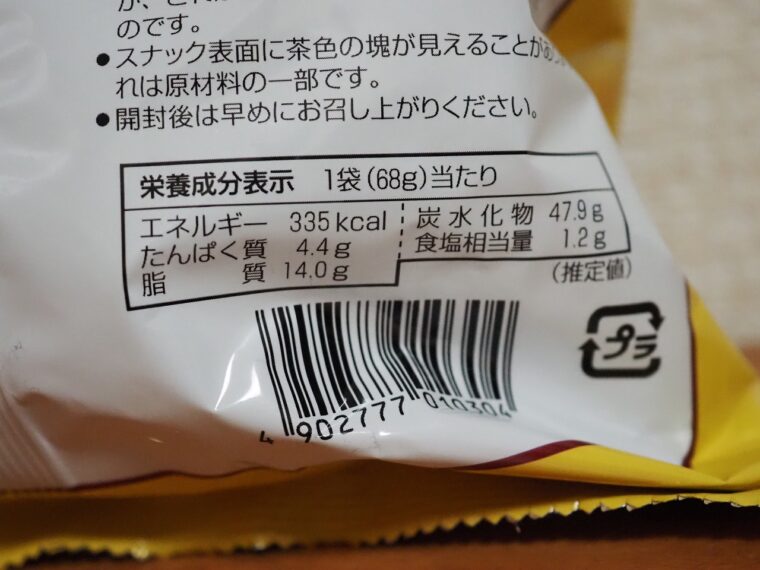 のです。
●スナック表面に茶色の塊が見えることが
れは原材料の一部です。
●開封後は早めにお召し上がりください。
栄養成分表示 1袋(68g)当たり
エネルギー 335kcal
たんぱく質 4.4g
脂質 14.0g
炭水化物 47.9g
食塩相当量 1.2g
(推定値)
プラ
4 902777 010304